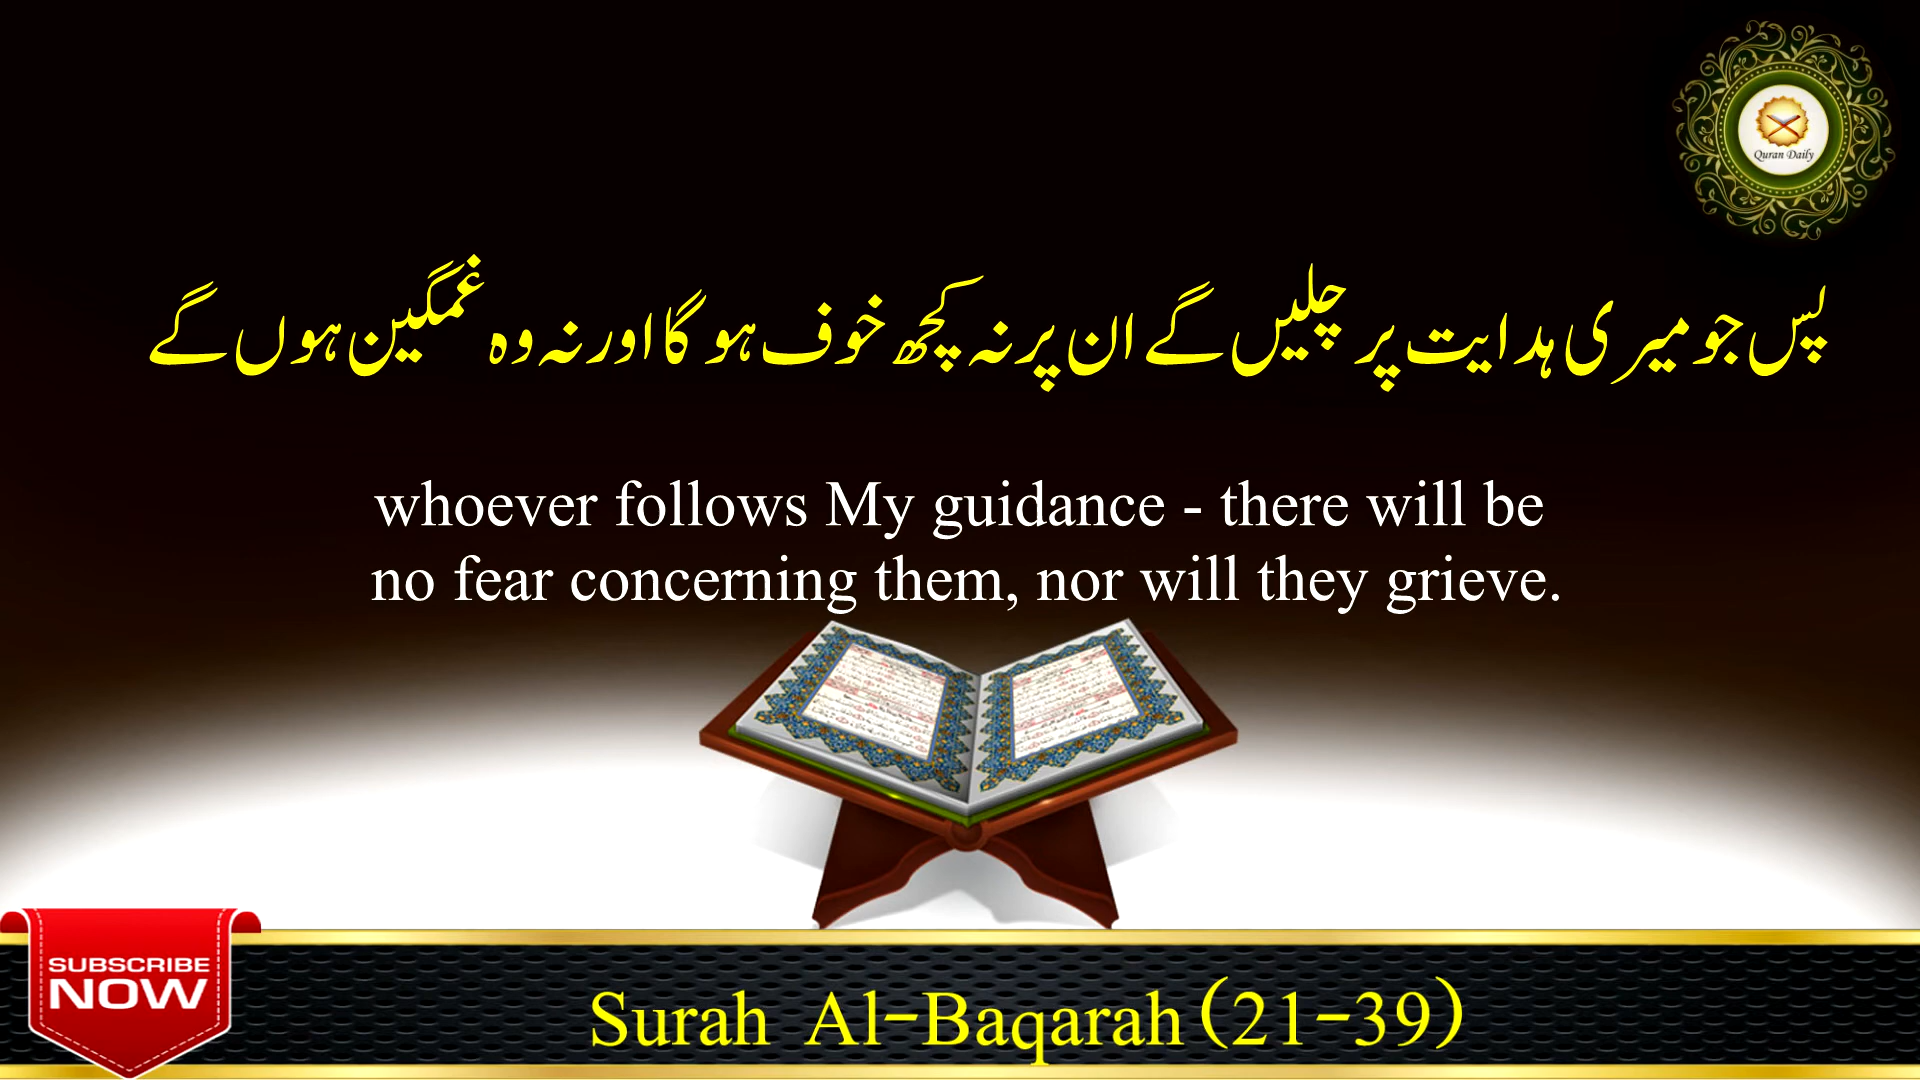 Quran Daily
پس جو میری ہدایت پر چلیں گے ان پر نہ کچھ خوف ہو گا اور نہ وہ غمگین ہوں گے
whoever follows My guidance - there will be
no fear concerning them, nor will they grieve.
SUBSCRIBE
NOW
Surah Al-Baqarah (21-39)